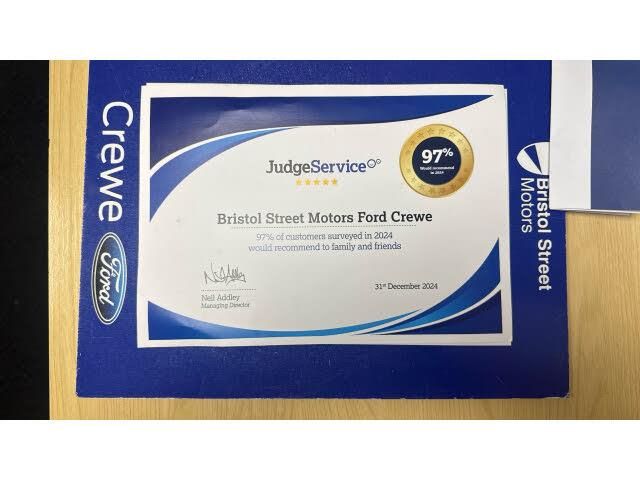 JudgeService
97%
Would recommend
in 2024
Bristol Street Motors Ford Crewe
97% of customers surveyed in 2024
would recommend to family and friends
Neil Addley
Managing Director
31st December 2024
Crewe
Ford
Bristol Street
Motors